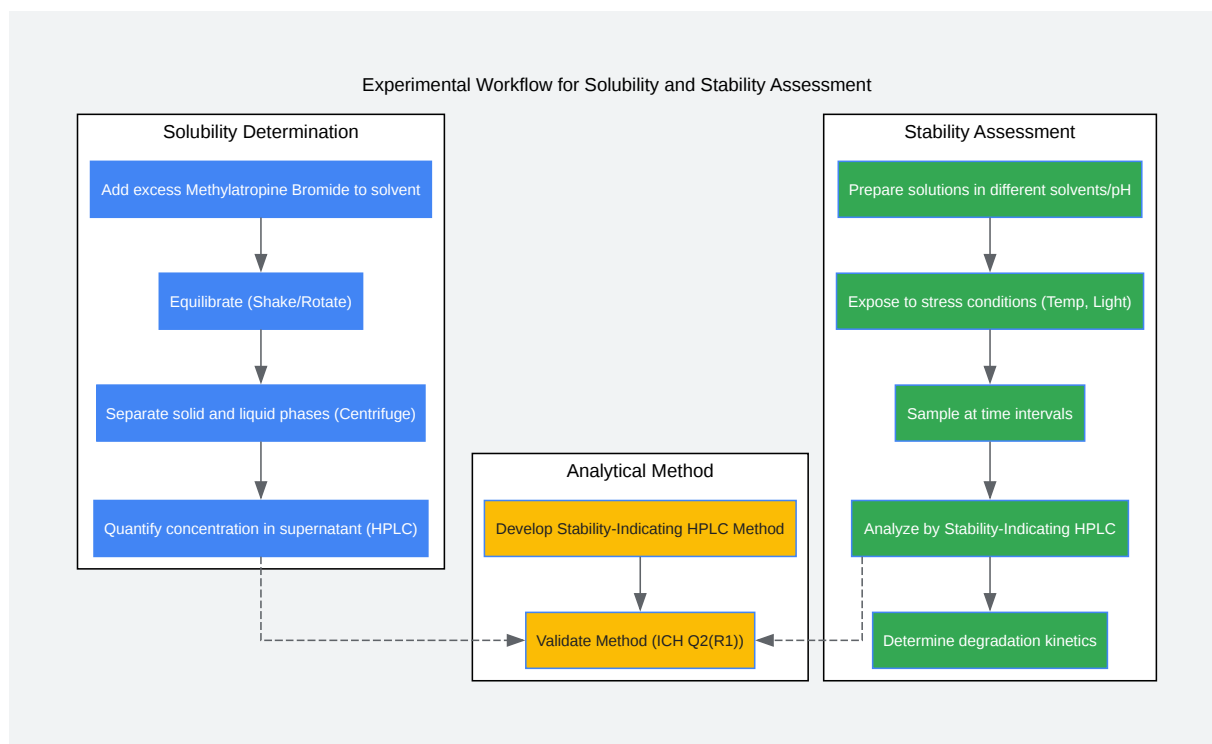 Experimental Workflow for Solubility and Stability Assessment
Solubility Determination
Add excess Methylatropine Bromide to solvent
Equilibrate (Shake/Rotate)
Separate solid and liquid phases (Centrifuge)
Quantify concentration in supernatant (HPLC)
Analytical Method
Develop Stability-Indicating HPLC Method
Validate Method (ICH Q2(R1))
Stability Assessment
Prepare solutions in different solvents/pH
Expose to stress conditions (Temp, Light)
Sample at time intervals
Analyze by Stability-Indicating HPLC
Determine degradation kinetics